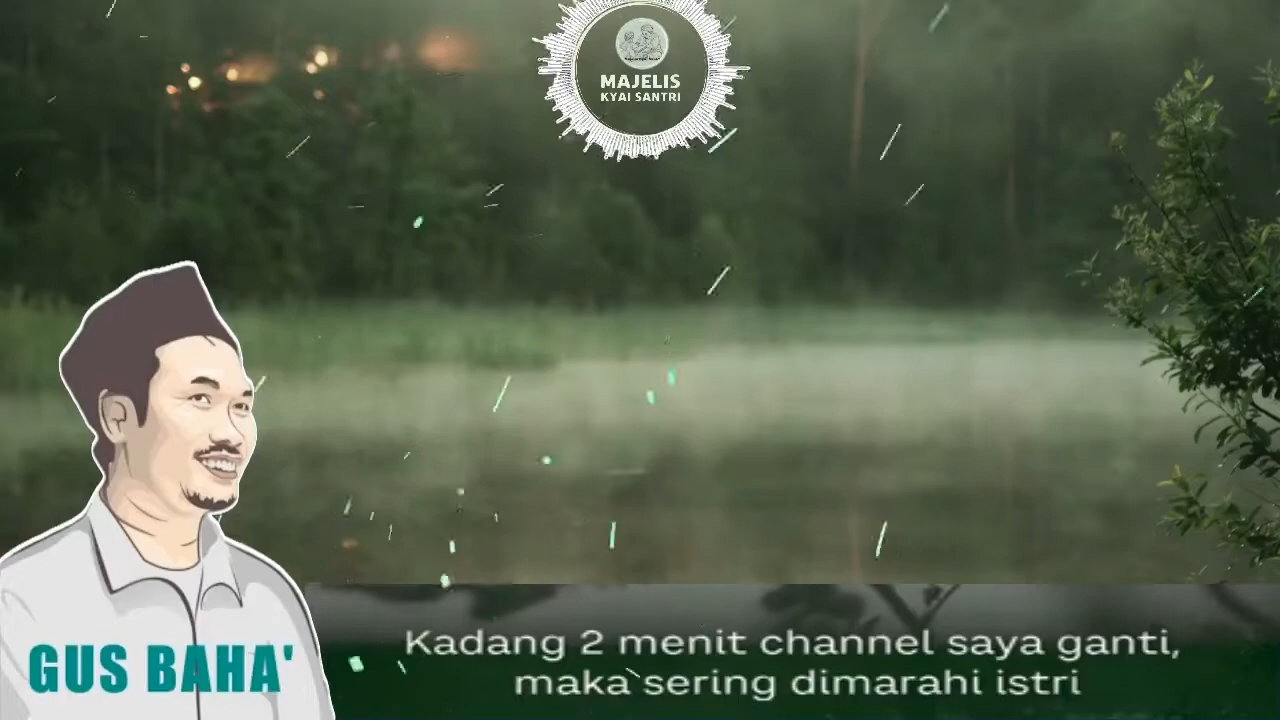 MAJELIS
KYAI SANTRI
GUS BAHA'
Kadang 2 menit channel saya ganti,
maka sering dimarahi istri